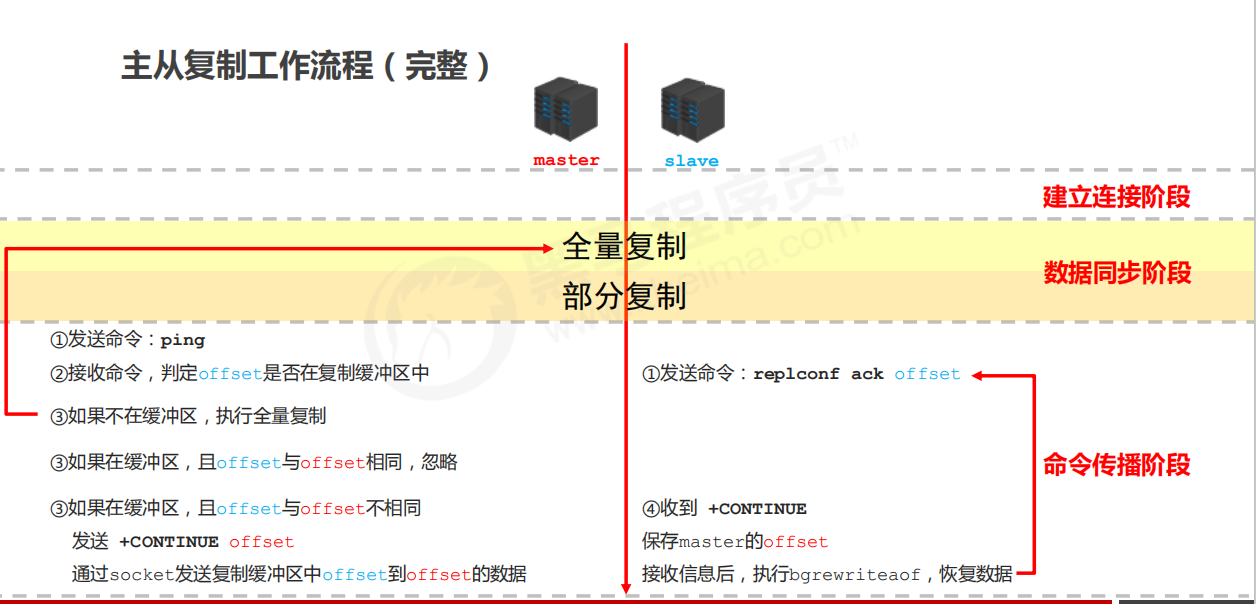 主从复制工作流程（完整）
master
slave
建立连接阶段
全量复制
数据同步阶段
部分复制
①发送命令：ping
②接收命令，判定offset是否在复制缓冲区中
①发送命令：replconf ack offset
③如果不在缓冲区，执行全量复制
③如果在缓冲区，且offset与offset相同，忽略
命令传播阶段
③如果在缓冲区，且offset与offset不相同
④收到 +CONTINUE
发送 +CONTINUE offset
保存master的offset
通过socket发送复制缓冲区中offset到offset的数据
接收信息后，执行bgrewriteaof，恢复数据